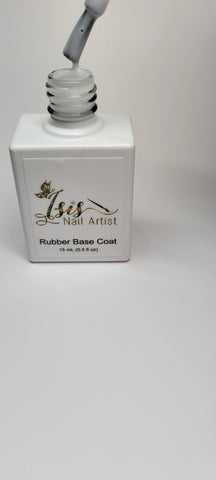 Isis
Nail Artist
Rubber Base Coat
15 mL (0.5 fl oz)